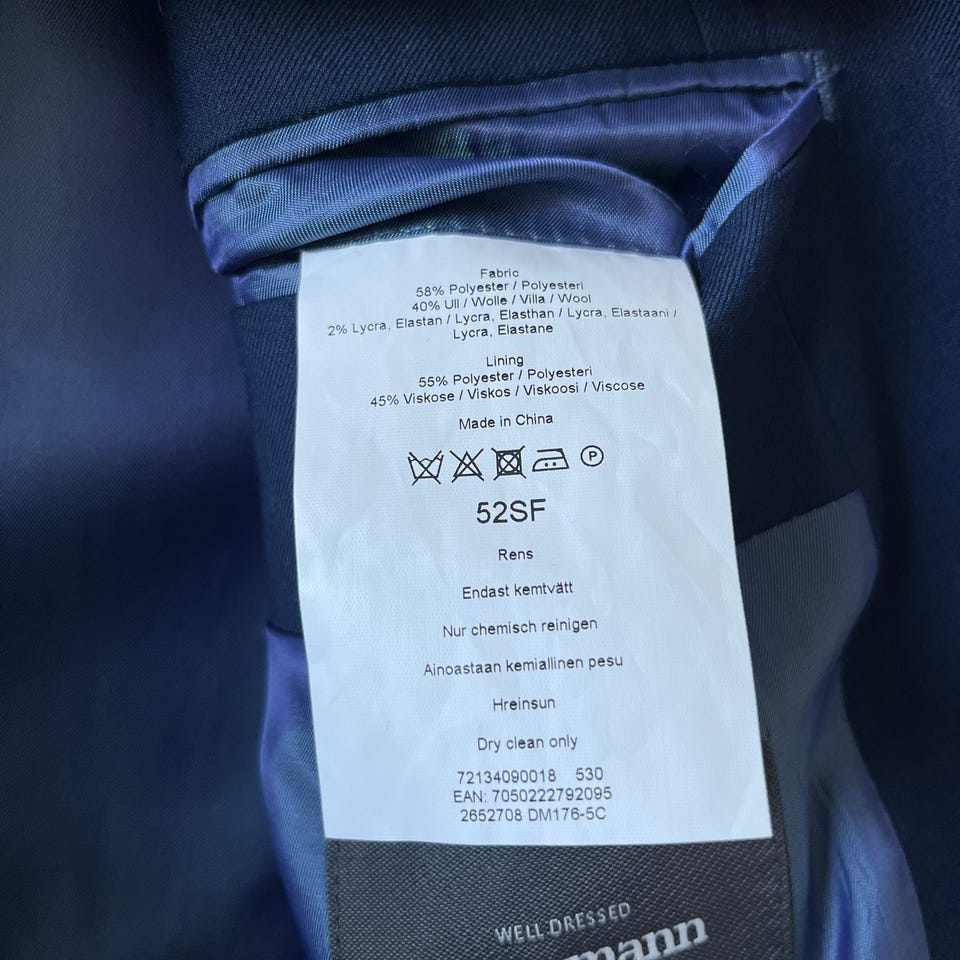 Fabric
58% Polyester / Polyesteri
40% Ull / Wolle / Villa / Wool
2% Lycra, Elastan / Lycra, Elasthan / Lycra, Elastaani /
Lycra, Elastane
Lining
55% Polyester / Polyesteri
45% Viskose / Viskos / Viskoosi / Viscose
Made in China
P
52SF
Rens
Endast kemtvätt
Nur chemisch reinigen
Ainoastaan kemiallinen pesu
Hreinsun
Dry clean only
72134090018 530
EAN: 7050222792095
2652708 DM176-5C
WELL DRESSED